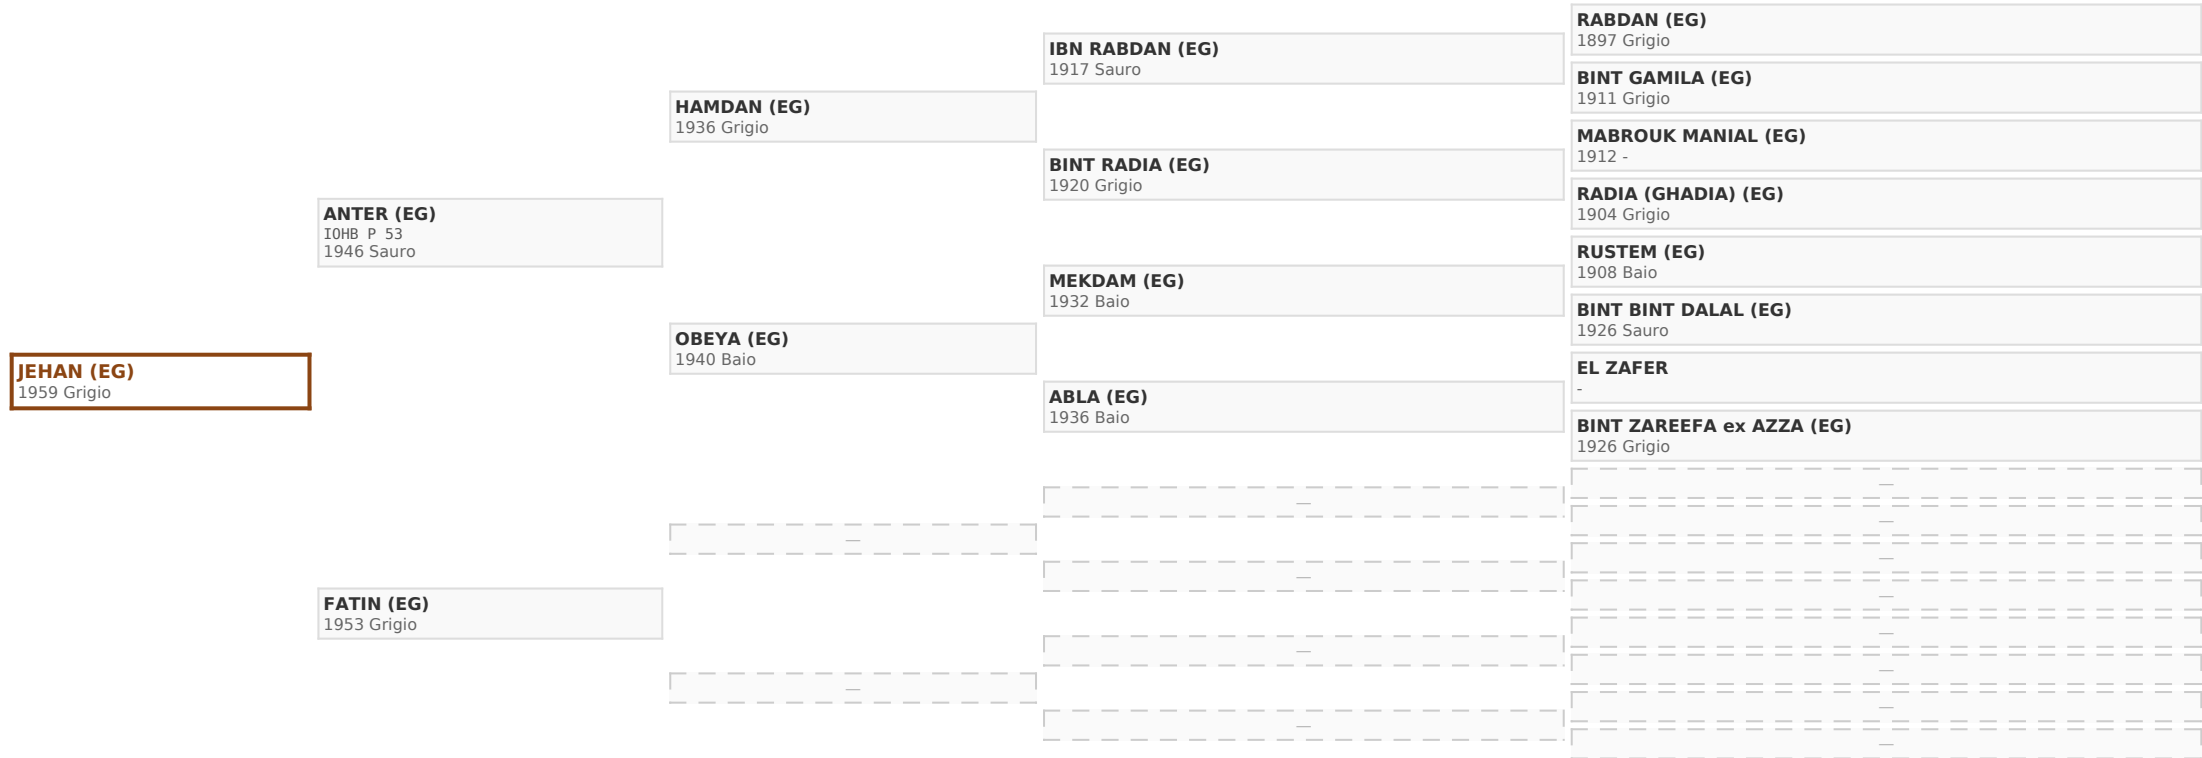 JEHAN (EG)
1959 Grigio
ANTER (EG)
IOHB P 53
1946 Sauro
FATIN (EG)
1953 Grigio
HAMDAN (EG)
1936 Grigio
OBEYA (EG)
1940 Baio
—
—
IBN RABDAN (EG)
1917 Sauro
BINT RADIA (EG)
1920 Grigio
MEKDAM (EG)
1932 Baio
ABLA (EG)
1936 Baio
—
—
—
—
RABDAN (EG)
1897 Grigio
BINT GAMILA (EG)
1911 Grigio
MABROUK MANIAL (EG)
1912 -
RADIA (GHADIA) (EG)
1904 Grigio
RUSTEM (EG)
1908 Baio
BINT BINT DALAL (EG)
1926 Sauro
EL ZAFER
-
BINT ZAREEFA ex AZZA (EG)
1926 Grigio
—
—
—
—
—
—
—
—